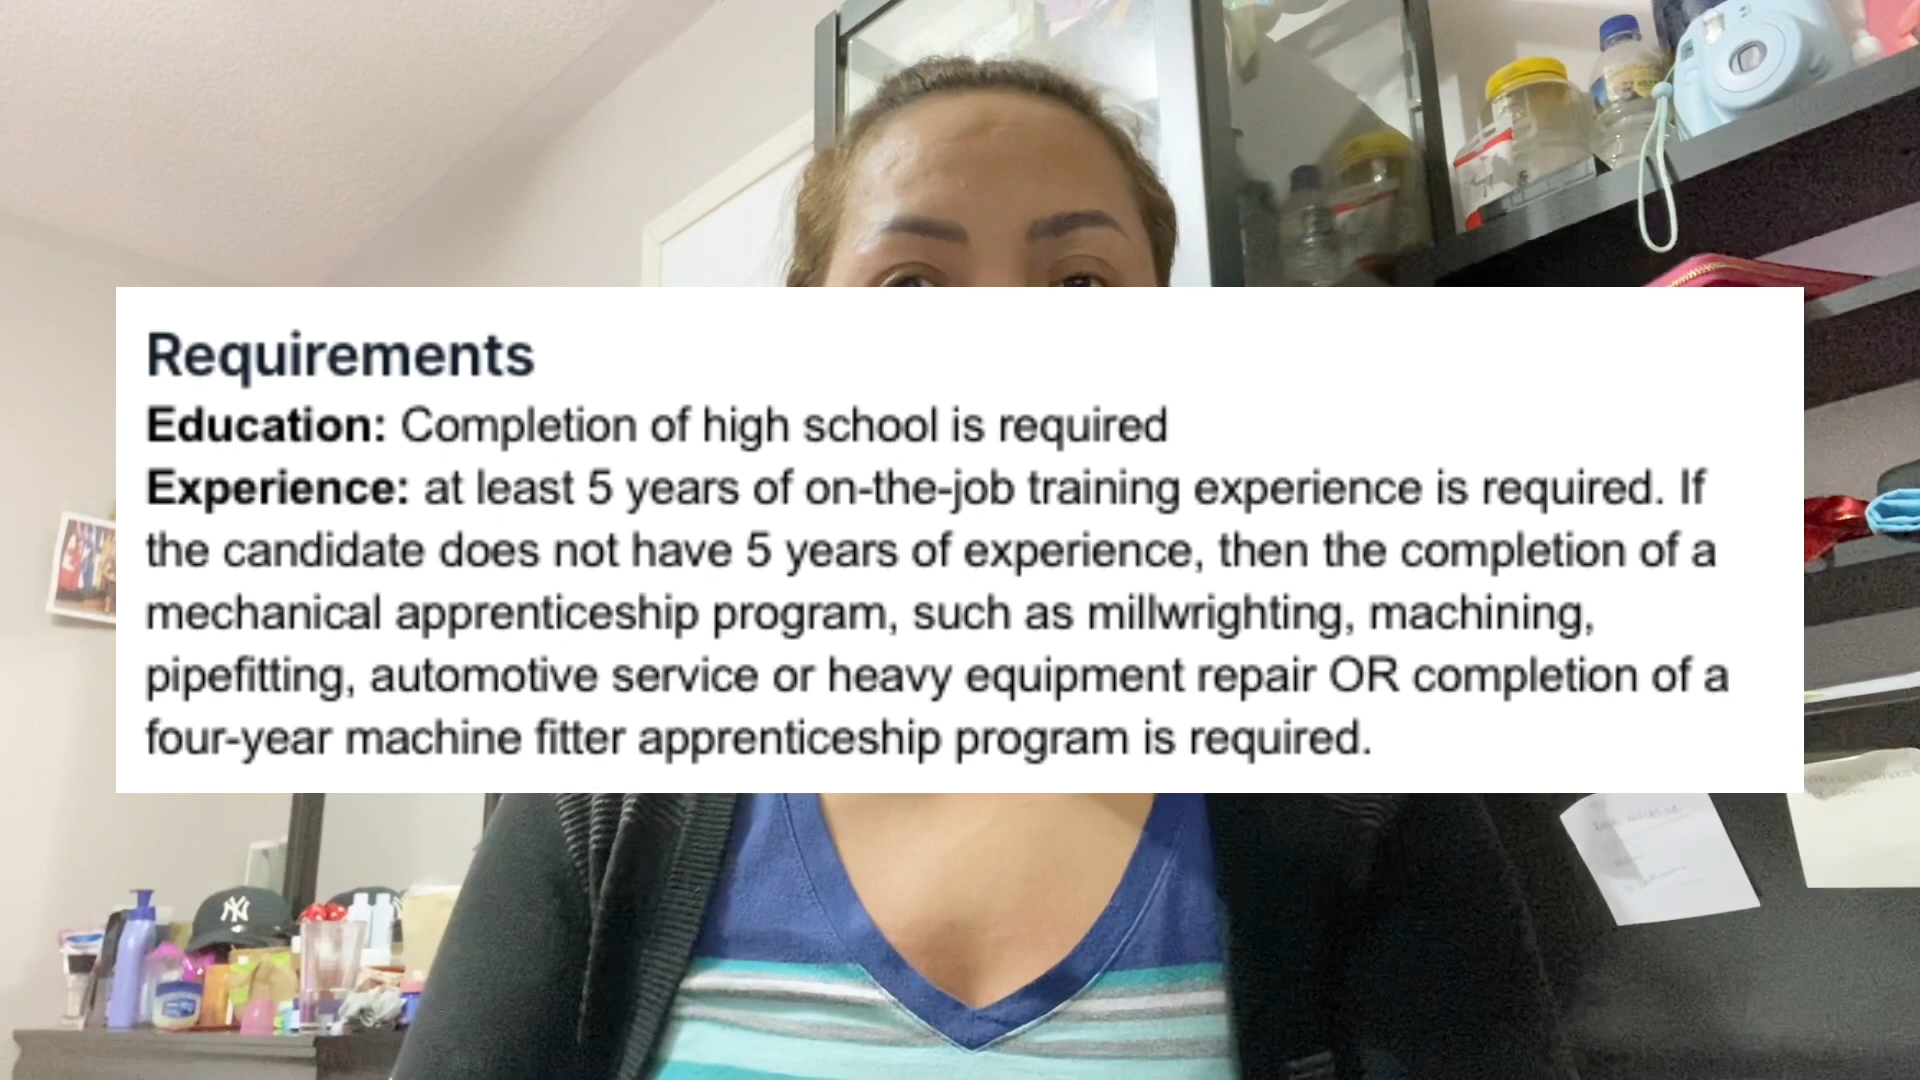 Requirements
Education: Completion of high school is required
Experience: at least 5 years of on-the-job training experience is required. If
the candidate does not have 5 years of experience, then the completion of a
mechanical apprenticeship program, such as millwrighting, machining,
pipefitting, automotive service or heavy equipment repair OR completion of a
four-year machine fitter apprenticeship program is required.
NY